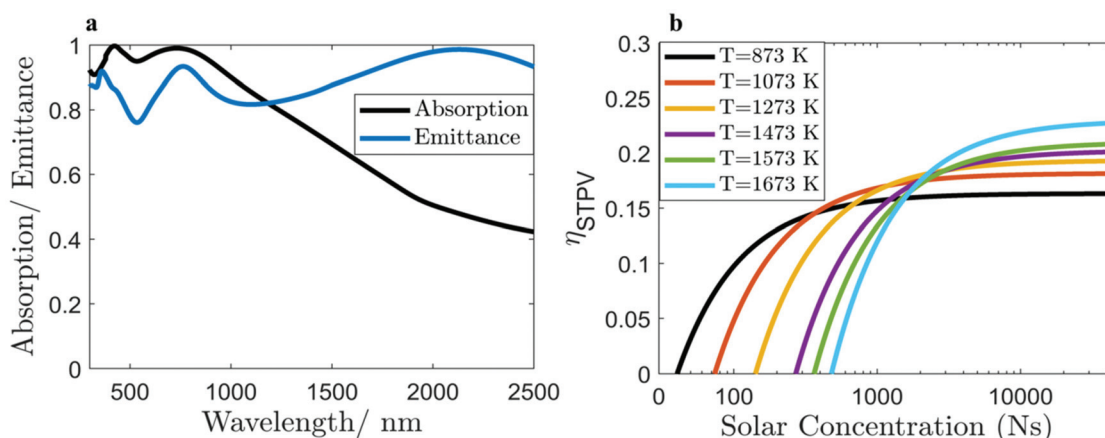 a
1
0.8
0.6
0.4
0.2
0
500
1000
1500
2000
2500
Absorption/ Emittance
Wavelength/ nm
Absorption
Emittance
b
0.3
0.25
0.2
0.15
0.1
0.05
0
0
100
1000
10000
η_STPV
Solar Concentration (Ns)
T=873 K
T=1073 K
T=1273 K
T=1473 K
T=1573 K
T=1673 K